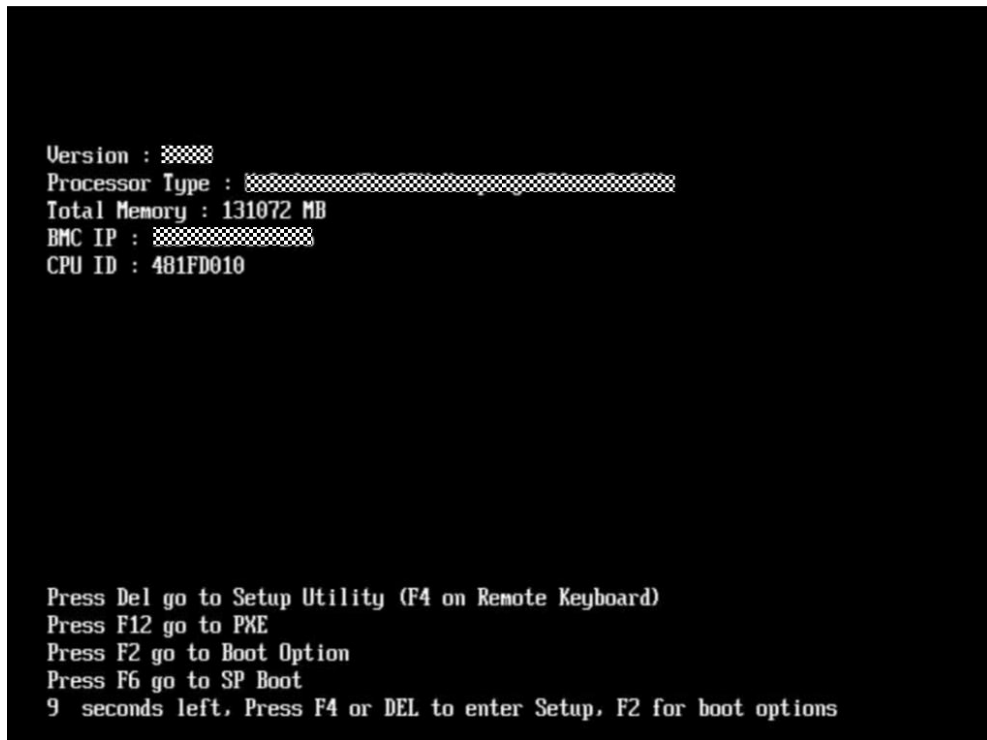 Version :
Processor Type :
Total Memory : 131072 MB
BMC IP :
CPU ID : 481FD010
Press Del go to Setup Utility (F4 on Remote Keyboard)
Press F12 go to PXE
Press F2 go to Boot Option
Press F6 go to SP Boot
9  seconds left, Press F4 or DEL to enter Setup, F2 for boot options